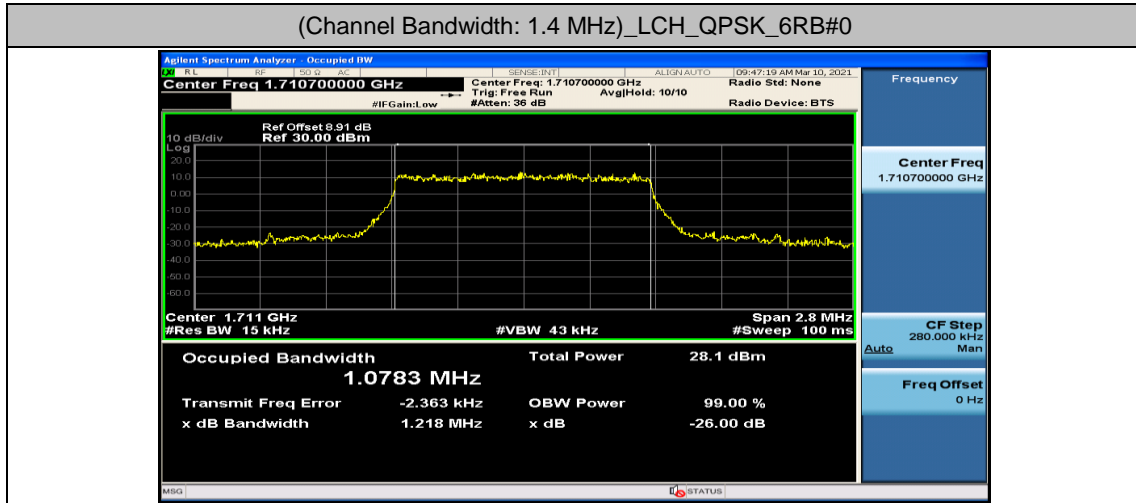 (Channel Bandwidth: 1.4 MHz)_LCH_QPSK_6RB#0
Agilent Spectrum Analyzer - Occupied BW
LXI RL RF 50 Ω AC SENSE:INT ALIGN AUTO 09:47:19 AM Mar 10, 2021
Center Freq 1.710700000 GHz Center Freq: 1.710700000 GHz Radio Std: None
Trig: Free Run Avg|Hold: 10/10
#IFGain:Low #Atten: 36 dB Radio Device: BTS
Ref Offset 8.91 dB
10 dB/div Ref 30.00 dBm
Log
20.0
10.0
0.00
-10.0
-20.0
-30.0
-40.0
-50.0
-60.0
Center 1.711 GHz Span 2.8 MHz
#Res BW 15 kHz #VBW 43 kHz #Sweep 100 ms
Occupied Bandwidth Total Power 28.1 dBm
1.0783 MHz
Transmit Freq Error -2.363 kHz OBW Power 99.00 %
x dB Bandwidth 1.218 MHz x dB -26.00 dB
MSG STATUS
Frequency
Center Freq
1.710700000 GHz
CF Step
280.000 kHz
Auto Man
Freq Offset
0 Hz